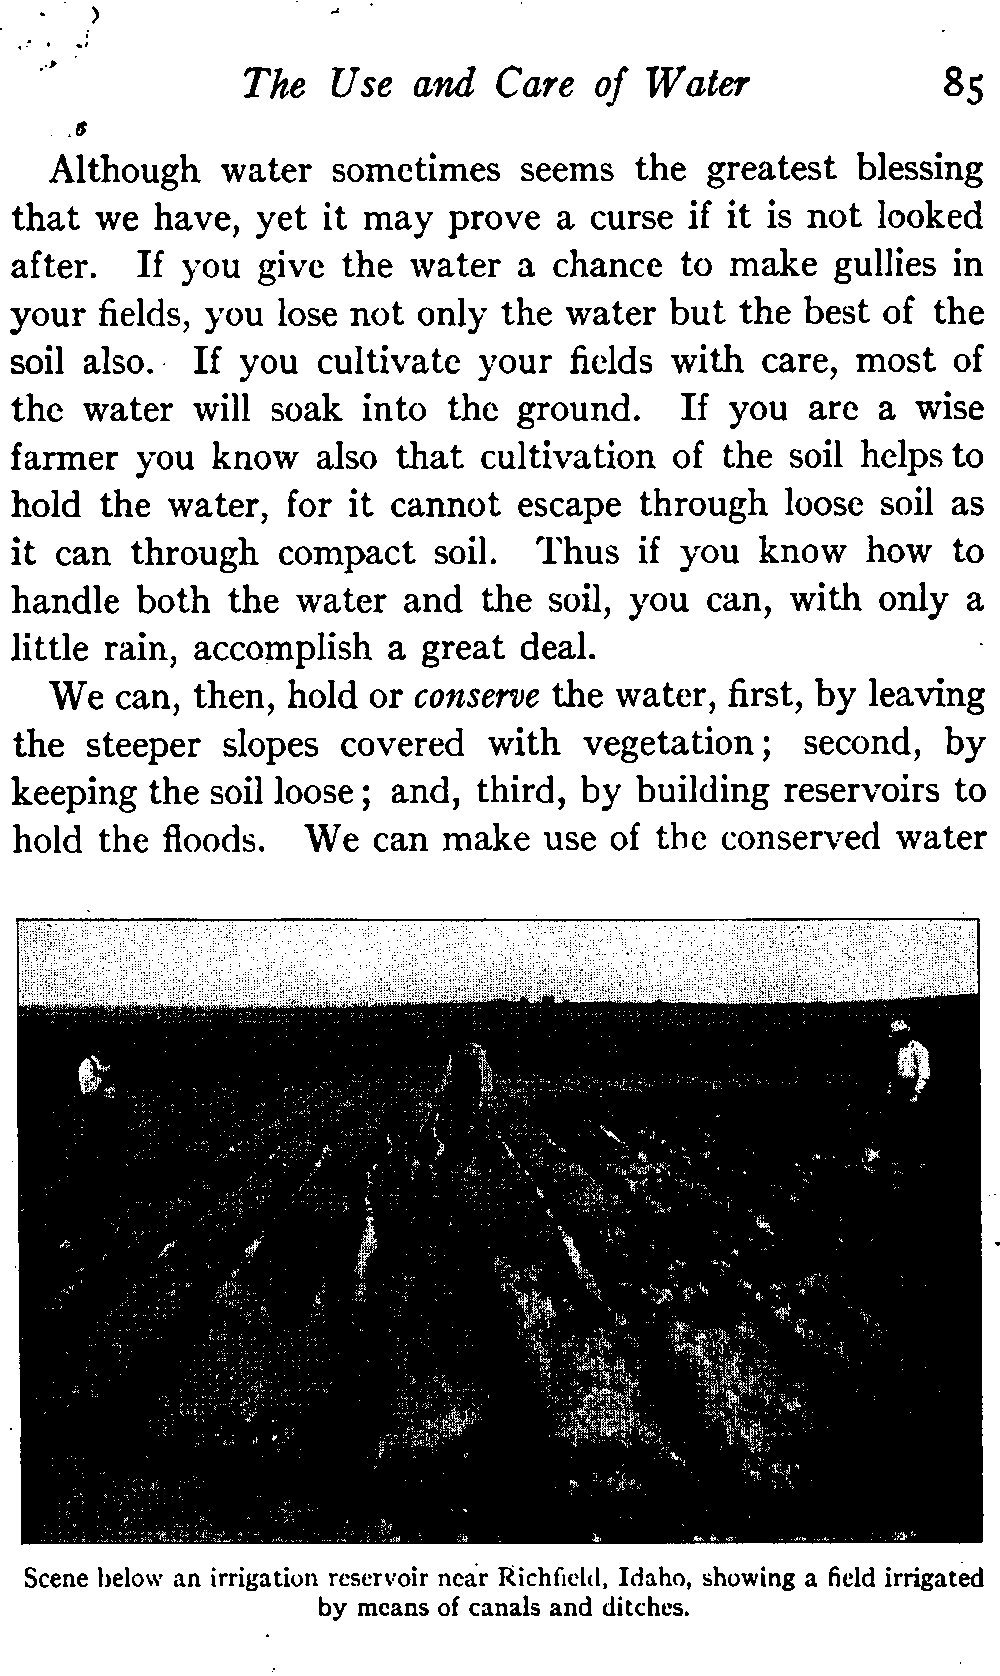 The Use and Care of Water 85
Although water sometimes seems the greatest blessing
that we have, yet it may prove a curse if it is not looked
after. If you give the water a chance to make gullies in
your fields, you lose not only the water but the best of the
soil also. If you cultivate your fields with care, most of
the water will soak into the ground. If you are a wise
farmer you know also that cultivation of the soil helps to
hold the water, for it cannot escape through loose soil as
it can through compact soil. Thus if you know how to
handle both the water and the soil, you can, with only a
little rain, accomplish a great deal.
We can, then, hold or conserve the water, first, by leaving
the steeper slopes covered with vegetation; second, by
keeping the soil loose; and, third, by building reservoirs to
hold the floods. We can make use of the conserved water
Scene below an irrigation reservoir near Richfield, Idaho, showing a field irrigated
by means of canals and ditches.